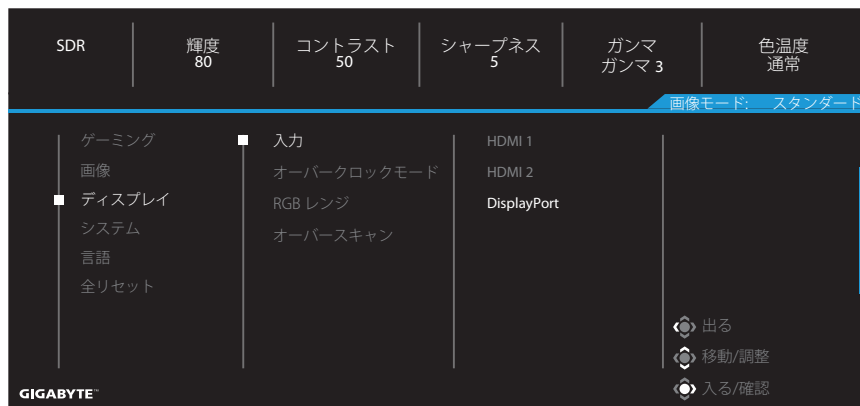 SDR
輝度
80
コントラスト
50
シャープネス
5
ガンマ
ガンマ 3
色温度
通常
画像モード: スタンダード
ゲーミング
画像
ディスプレイ
システム
言語
全リセット
入力
オーバークロックモード
RGB レンジ
オーバースキャン
HDMI 1
HDMI 2
DisplayPort
出る
移動/調整
入る/確認
GIGABYTE™